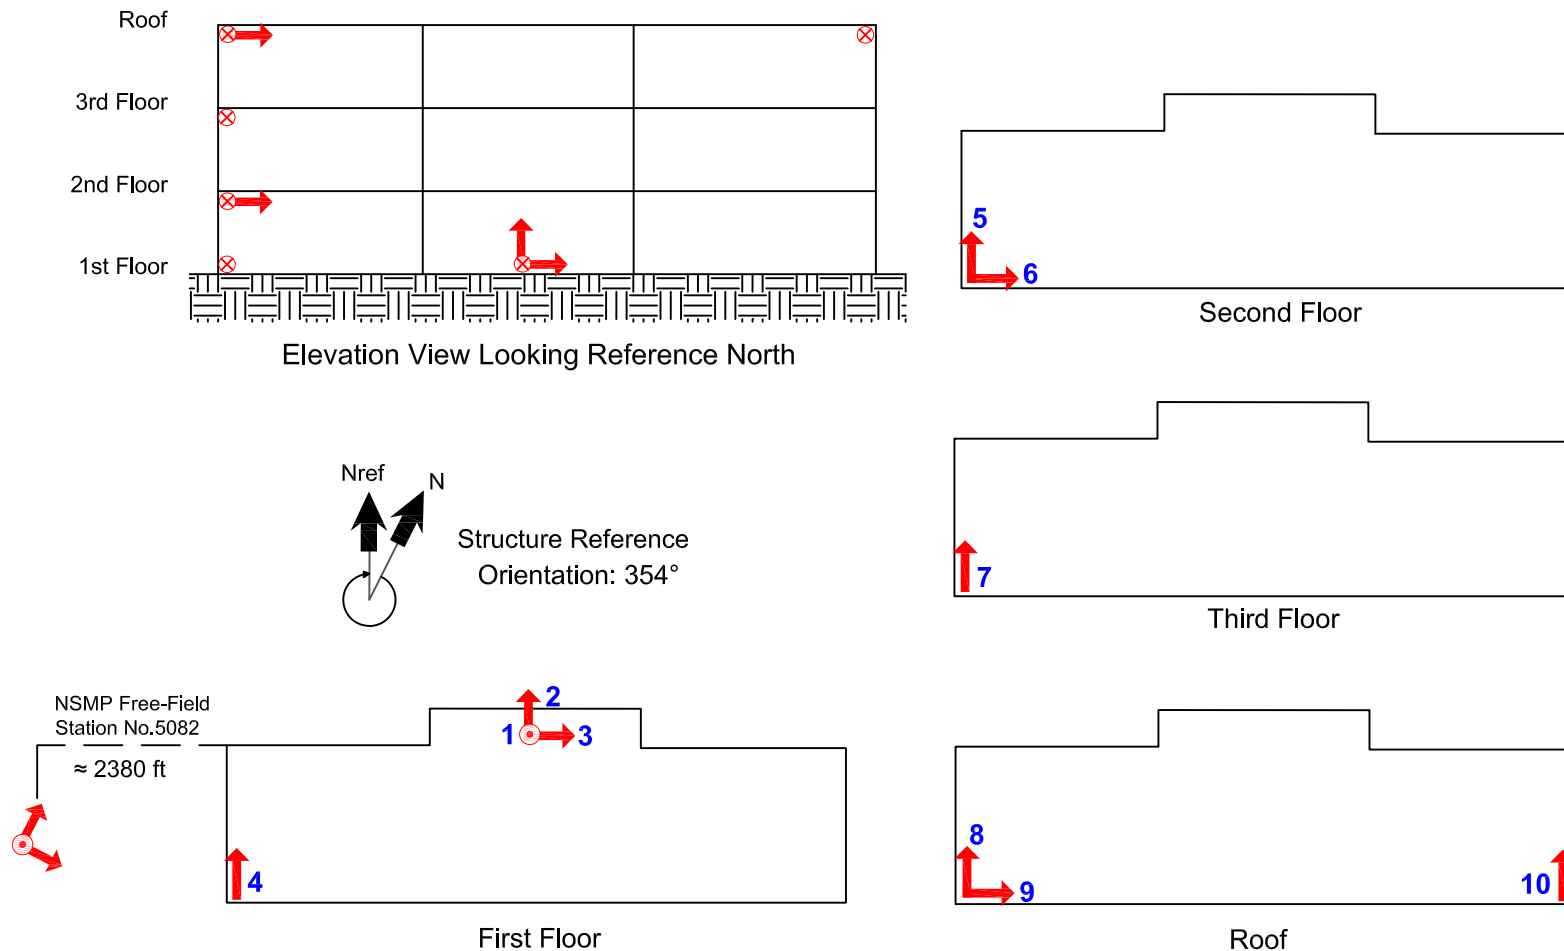 Roof
3rd Floor
2nd Floor
1st Floor
Elevation View Looking Reference North
5
6
Second Floor
Nref
N
Structure Reference
Orientation: 354°
7
Third Floor
NSMP Free-Field
Station No.5082
≈ 2380 ft
1
2
3
4
First Floor
8
9
10
Roof